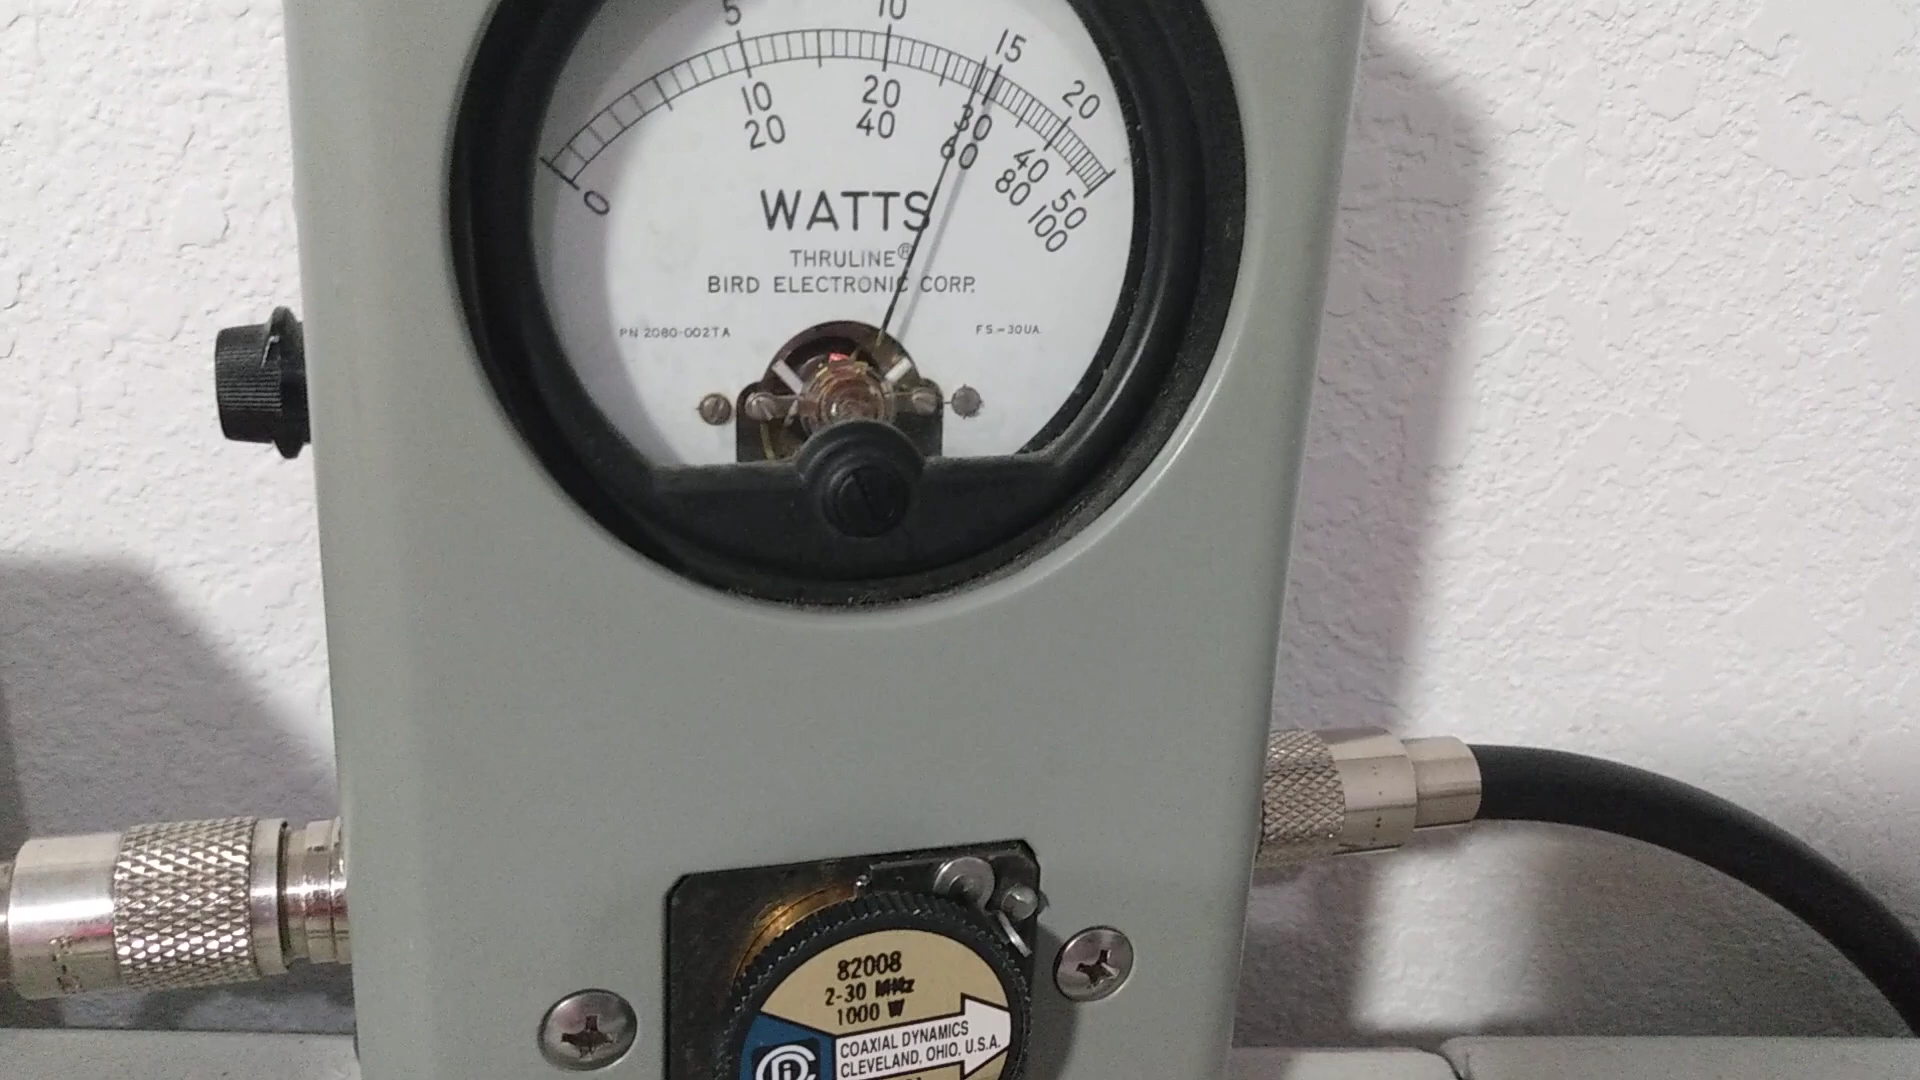 5 10 15 20
0 10 20 30 40 50
20 40 60 80 100
WATTS
THRULINE®
BIRD ELECTRONIC CORP.
PN 2080-002TA FS.=30UA
82008
2-30 MHz
1000 W
COAXIAL DYNAMICS
CLEVELAND, OHIO, U.S.A.